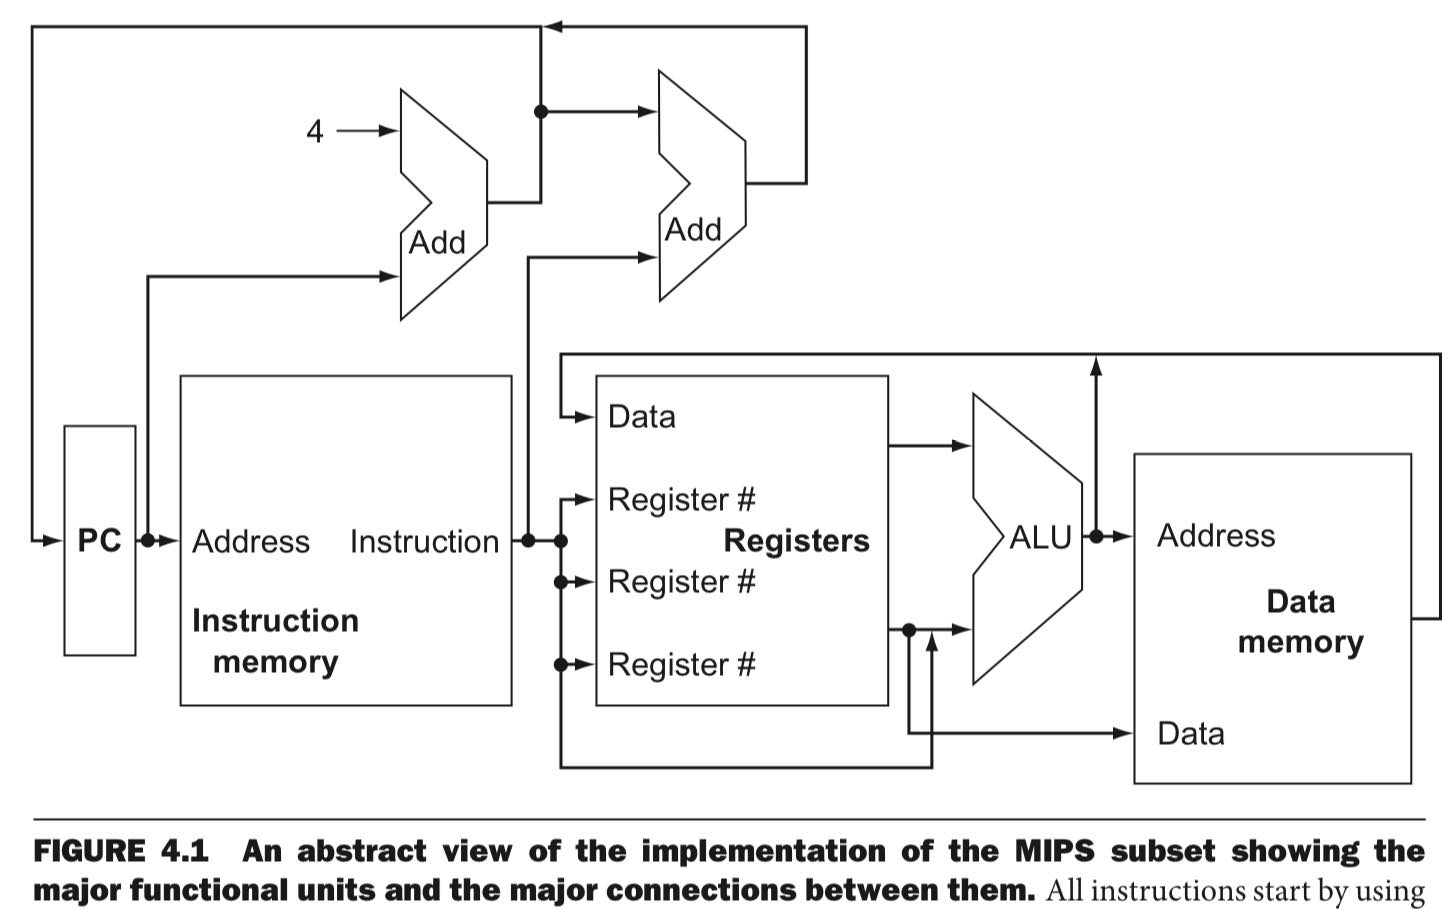 4
Add
Add
Data
Register #
PC
Address
Instruction
Registers
ALU
Address
Register #
Instruction
memory
Data
memory
Register #
Data
FIGURE 4.1 An abstract view of the implementation of the MIPS subset showing the
major functional units and the major connections between them. All instructions start by using